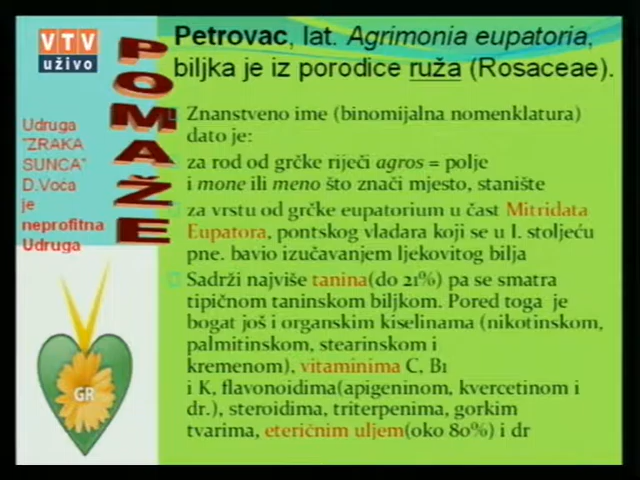 VTV
uživo
POMAŽE
Udruga
"ZRAKA
SUNCA"
D.Voća
je
neprofitna
Udruga
GR
Petrovac, lat. Agrimonia eupatoria,
biljka je iz porodice ruža (Rosaceae).
Znanstveno ime (binomijalna nomenklatura)
dato je:
za rod od grčke riječi agros = polje
i mone ili meno što znači mjesto, stanište
za vrstu od grčke eupatorium u čast Mitridata
Eupatora, pontskog vladara koji se u I. stoljeću
pne. bavio izučavanjem ljekovitog bilja
Sadrži najviše tanina(do 21%) pa se smatra
tipičnom taninskom biljkom. Pored toga je
bogat još i organskim kiselinama (nikotinskom,
palmitinskom, stearinskom i
kremenom), vitaminima C, B1
i K, flavonoidima(apigeninom, kvercetinom i
dr.), steroidima, triterpenima, gorkim
tvarima, eteričnim uljem(oko 80%) i dr